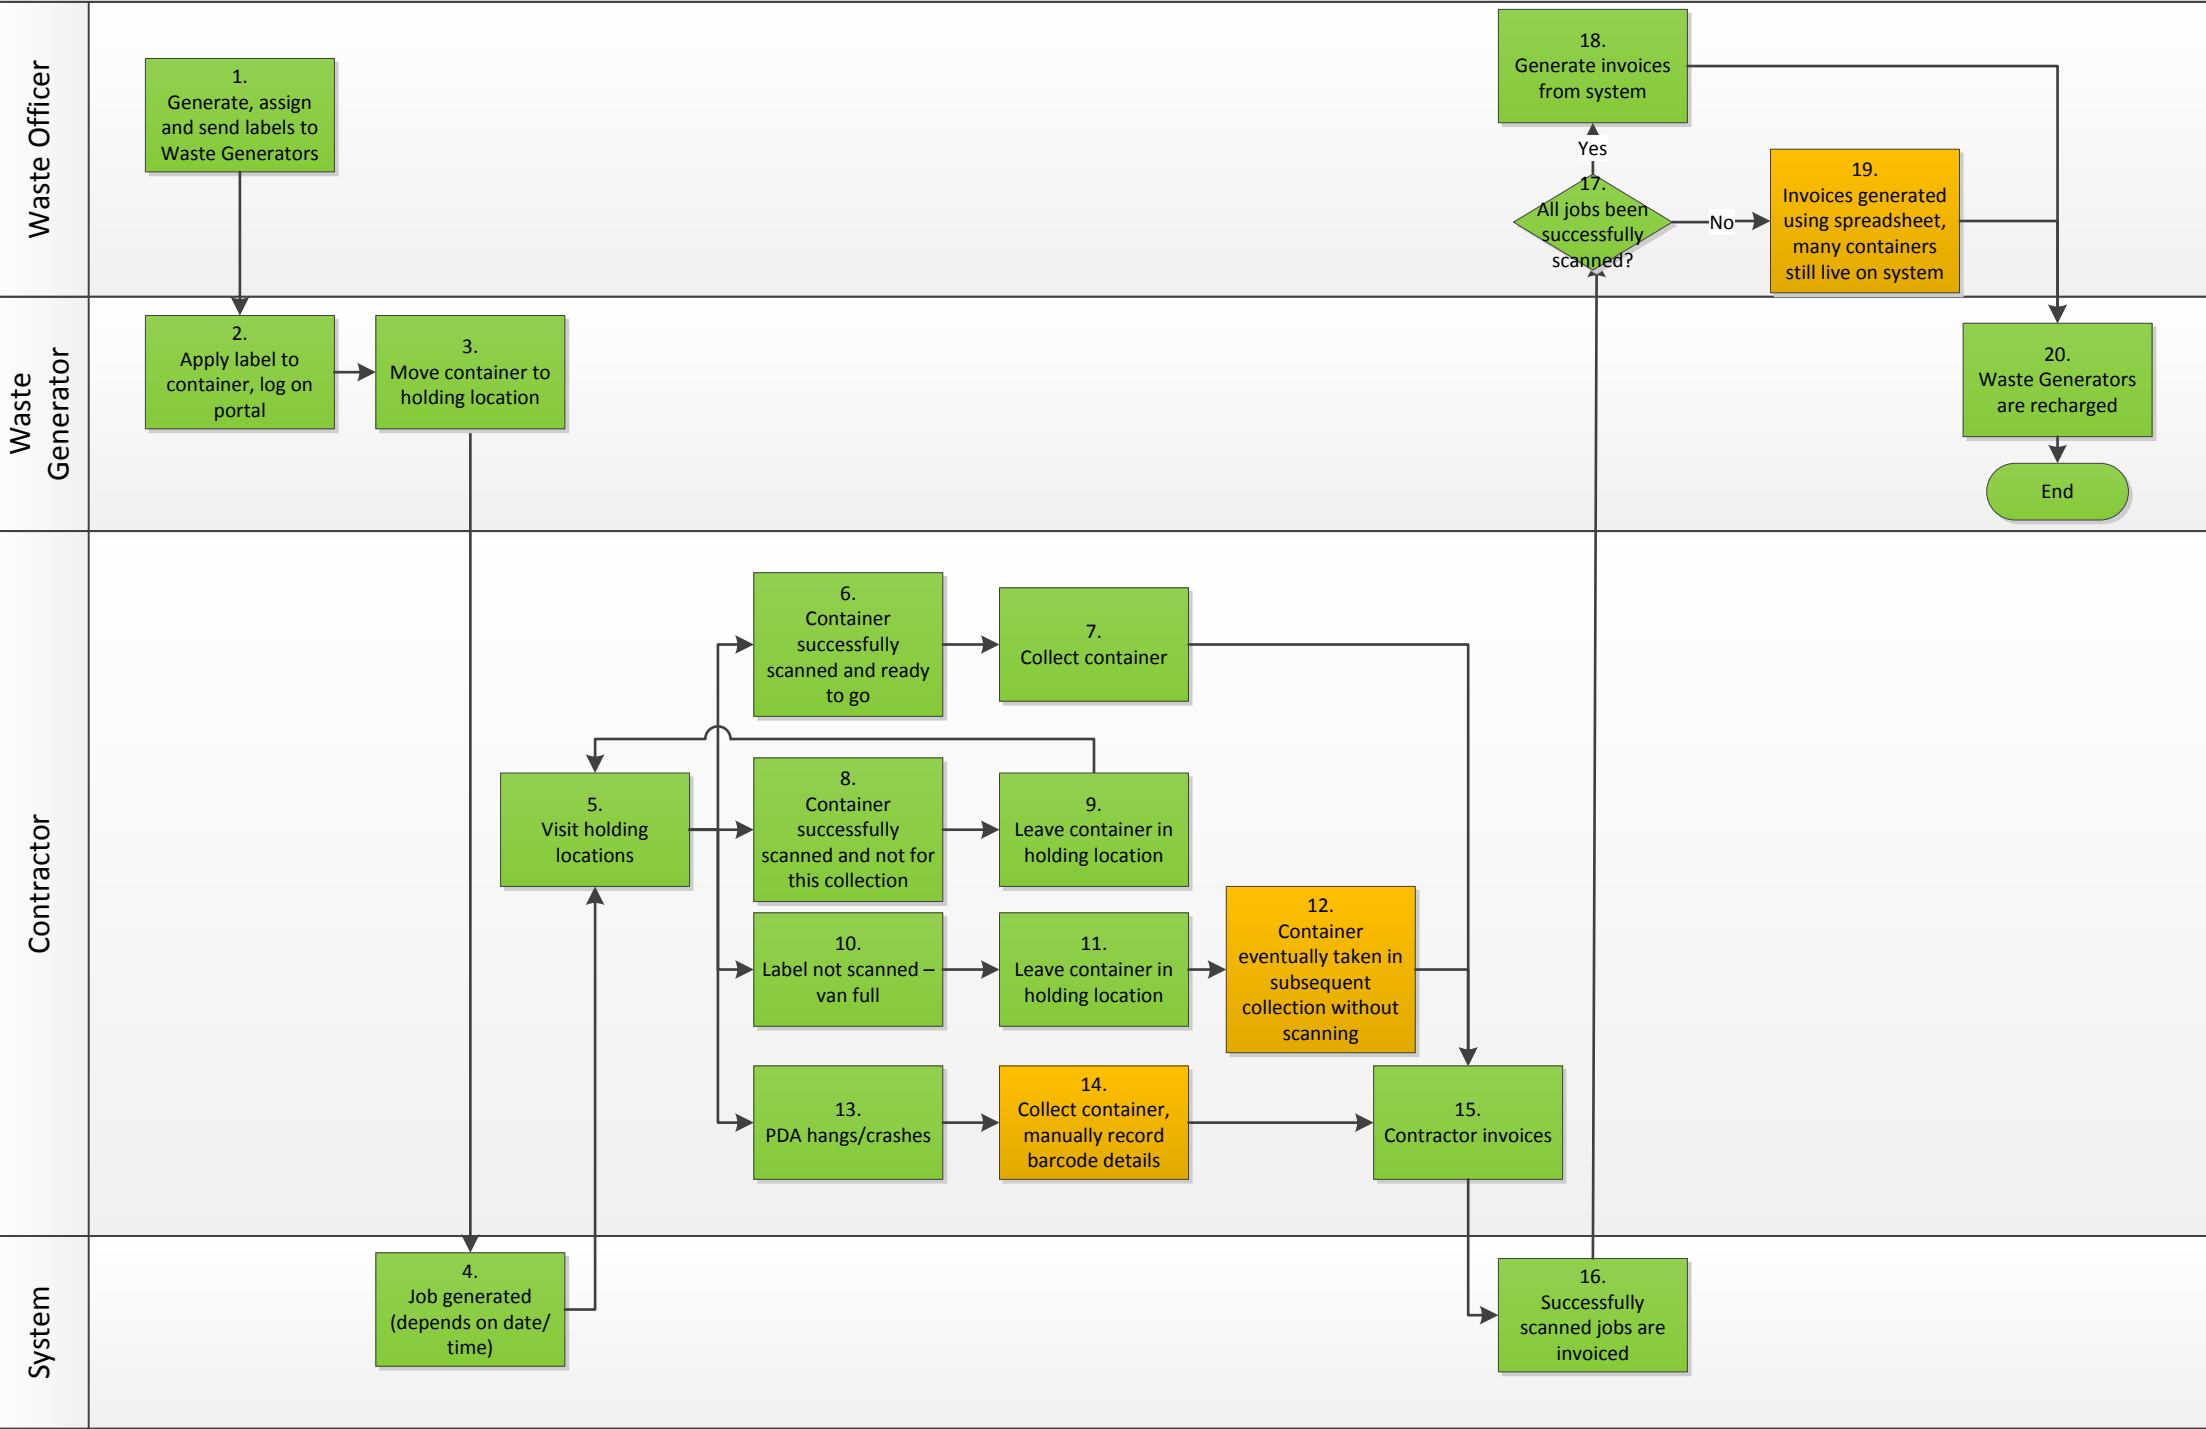 Waste Officer
1.
Generate, assign
and send labels to
Waste Generators
18.
Generate invoices
from system
Yes
17.
All jobs been
successfully
scanned?
No
19.
Invoices generated
using spreadsheet,
many containers
still live on system
Waste
Generator
2.
Apply label to
container, log on
portal
3.
Move container to
holding location
20.
Waste Generators
are recharged
End
Contractor
5.
Visit holding
locations
6.
Container
successfully
scanned and ready
to go
7.
Collect container
8.
Container
successfully
scanned and not for
this collection
9.
Leave container in
holding location
10.
Label not scanned –
van full
11.
Leave container in
holding location
12.
Container
eventually taken in
subsequent
collection without
scanning
13.
PDA hangs/crashes
14.
Collect container,
manually record
barcode details
15.
Contractor invoices
System
4.
Job generated
(depends on date/
time)
16.
Successfully
scanned jobs are
invoiced